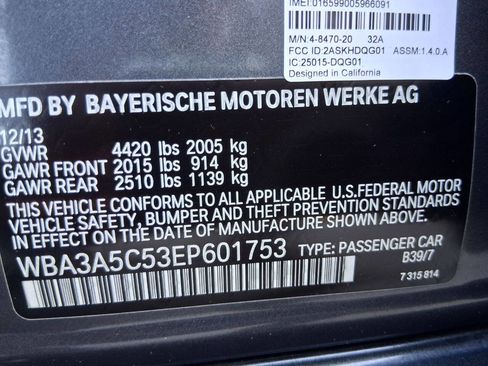 IMEI:016599005966091
M/N:4-8470-20 32A
FCC ID:2ASKHDQG01 ASSM:1.4.0.A
IC:25015-DQG01
Designed in California
MFD BY BAYERISCHE MOTOREN WERKE AG
12/13
GVWR 4420 lbs 2005 kg
GAWR FRONT 2015 lbs 914 kg
GAWR REAR 2510 lbs 1139 kg
THIS VEHICLE CONFORMS TO ALL APPLICABLE U.S.FEDERAL MOTOR
VEHICLE SAFETY, BUMPER AND THEFT PREVENTION STANDARDS IN
EFFECT ON THE DATE OF MANUFACTURE SHOWN ABOVE.
WBA3A5C53EP601753 TYPE: PASSENGER CAR
B39/7
7 315 814